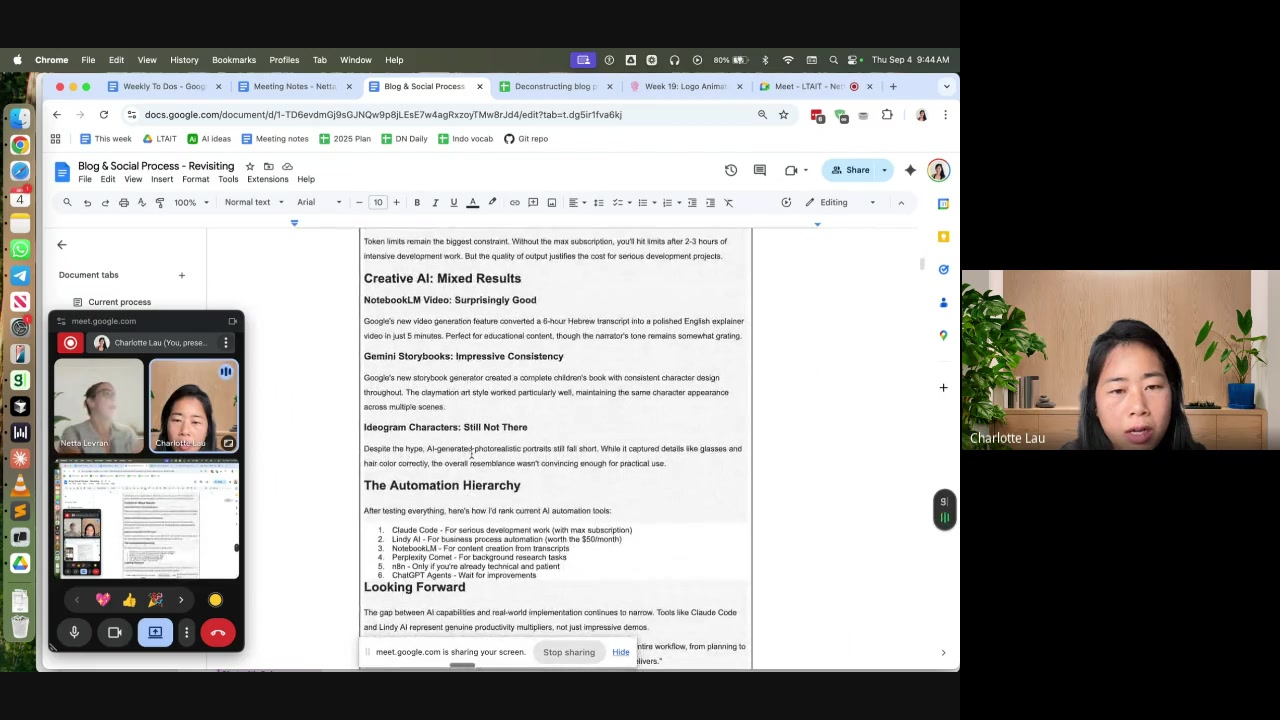 Chrome File Edit View History Bookmarks Profiles Tab Window Help 80% Thu Sep 4 9:44 AM
Weekly To Dos - Goog Meeting Notes - Netta Blog & Social Process Deconstructing blog p Week 19: Logo Animat Meet - LTAIT - Net
docs.google.com/document/d/1-TD6evdmGj9sGJNQw9p8jLEsE7w4agRxzoyTMw8rJd4/edit?tab=t.dg5ir1fva6kj
This week LTAIT AI ideas Meeting notes 2025 Plan DN Daily Indo vocab Git repo
Blog & Social Process - Revisiting
File Edit View Insert Format Tools Extensions Help
Share
100% Normal text Arial 10 Editing
Document tabs
Current process
Token limits remain the biggest constraint. Without the max subscription, you'll hit limits after 2-3 hours of
intensive development work. But the quality of output justifies the cost for serious development projects.
Creative AI: Mixed Results
NotebookLM Video: Surprisingly Good
Google's new video generation feature converted a 6-hour Hebrew transcript into a polished English explainer
video in just 5 minutes. Perfect for educational content, though the narrator's tone remains somewhat grating.
Gemini Storybooks: Impressive Consistency
Google's new storybook generator created a complete children's book with consistent character design
throughout. The claymation art style worked particularly well, maintaining the same character appearance
across multiple scenes.
Ideogram Characters: Still Not There
Despite the hype, AI-generated photorealistic portraits still fall short. While it captured details like glasses and
hair color correctly, the overall resemblance wasn't convincing enough for practical use.
The Automation Hierarchy
After testing everything, here's how I'd rank current AI automation tools:
1. Claude Code - For serious development work (with max subscription)
2. Lindy AI - For business process automation (worth the $50/month)
3. NotebookLM - For content creation from transcripts
4. Perplexity Comet - For background research tasks
5. n8n - Only if you're already technical and patient
6. ChatGPT Agents - Wait for improvements
Looking Forward
The gap between AI capabilities and real-world implementation continues to narrow. Tools like Claude Code
and Lindy AI represent genuine productivity multipliers, not just impressive demos.
entire workflow, from planning to
delivers."
meet.google.com is sharing your screen. Stop sharing Hide
meet.google.com
Charlotte Lau (You, prese...
Netta Levran
Charlotte Lau
Charlotte Lau